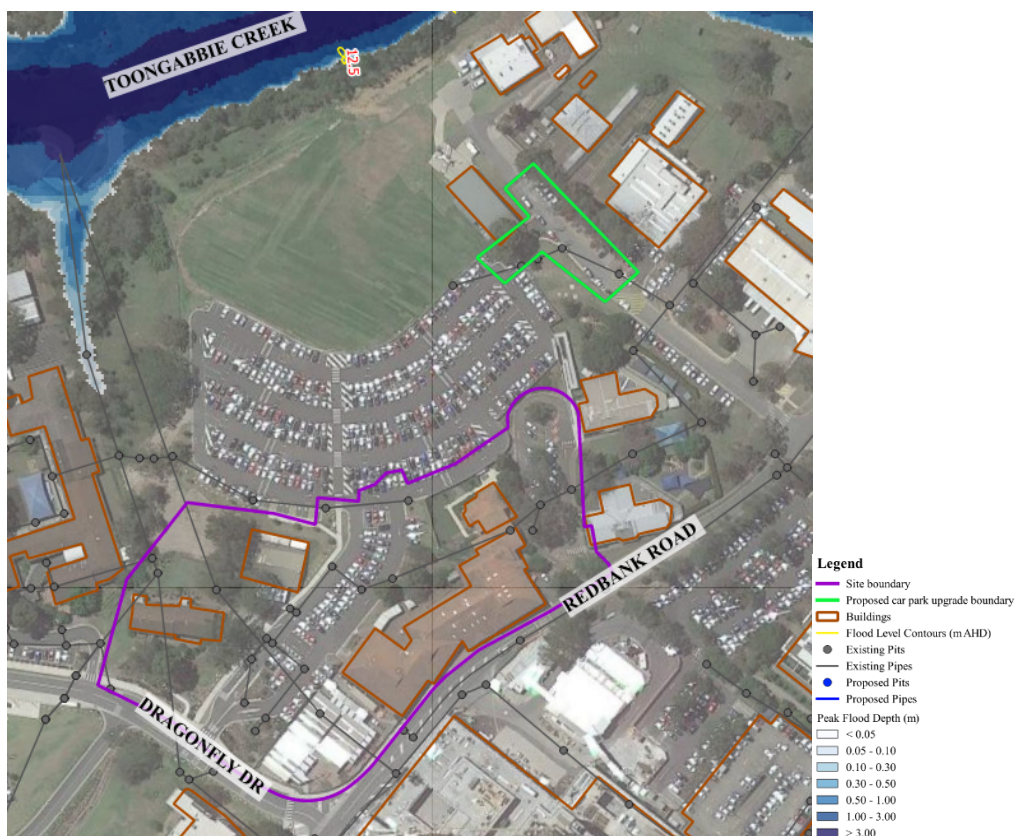 TOONGABBIE CREEK
12.5
REDBANK ROAD
DRAGONFLY DR
Legend
Site boundary
Proposed car park upgrade boundary
Buildings
Flood Level Contours (m AHD)
Existing Pits
Existing Pipes
Proposed Pits
Proposed Pipes
Peak Flood Depth (m)
< 0.05
0.05 - 0.10
0.10 - 0.30
0.30 - 0.50
0.50 - 1.00
1.00 - 3.00
> 3.00